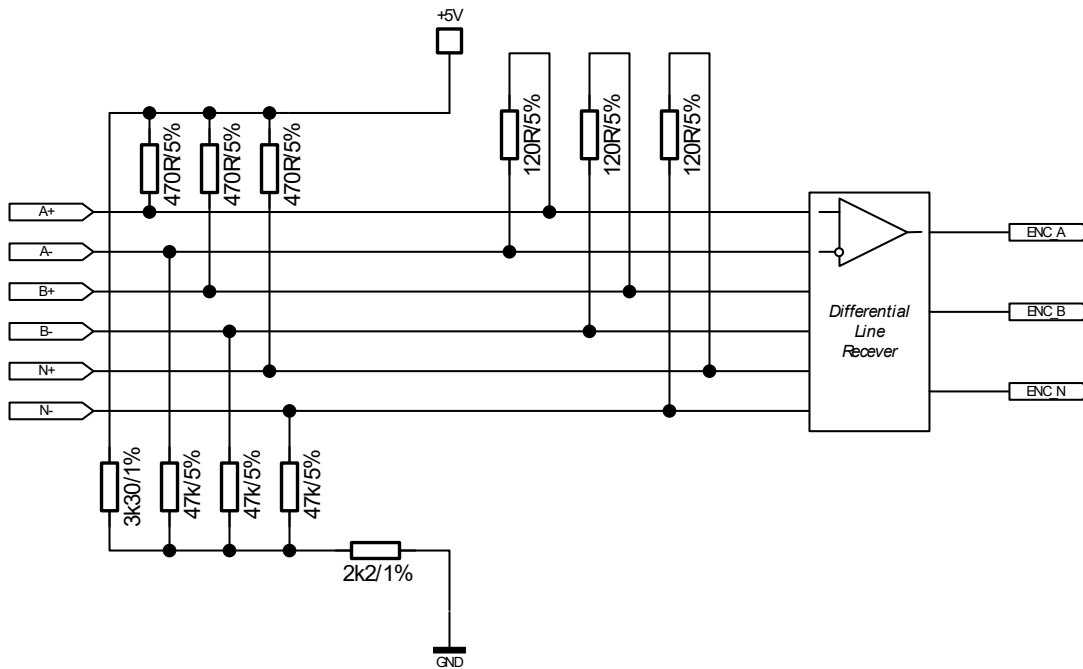 +5V
470R/5%
470R/5%
470R/5%
120R/5%
120R/5%
120R/5%
A+
A-
B+
B-
N+
N-
Differential
Line
Recever
ENC_A
ENC_B
ENC_N
3k30/1%
47k/5%
47k/5%
47k/5%
2k2/1%
GND